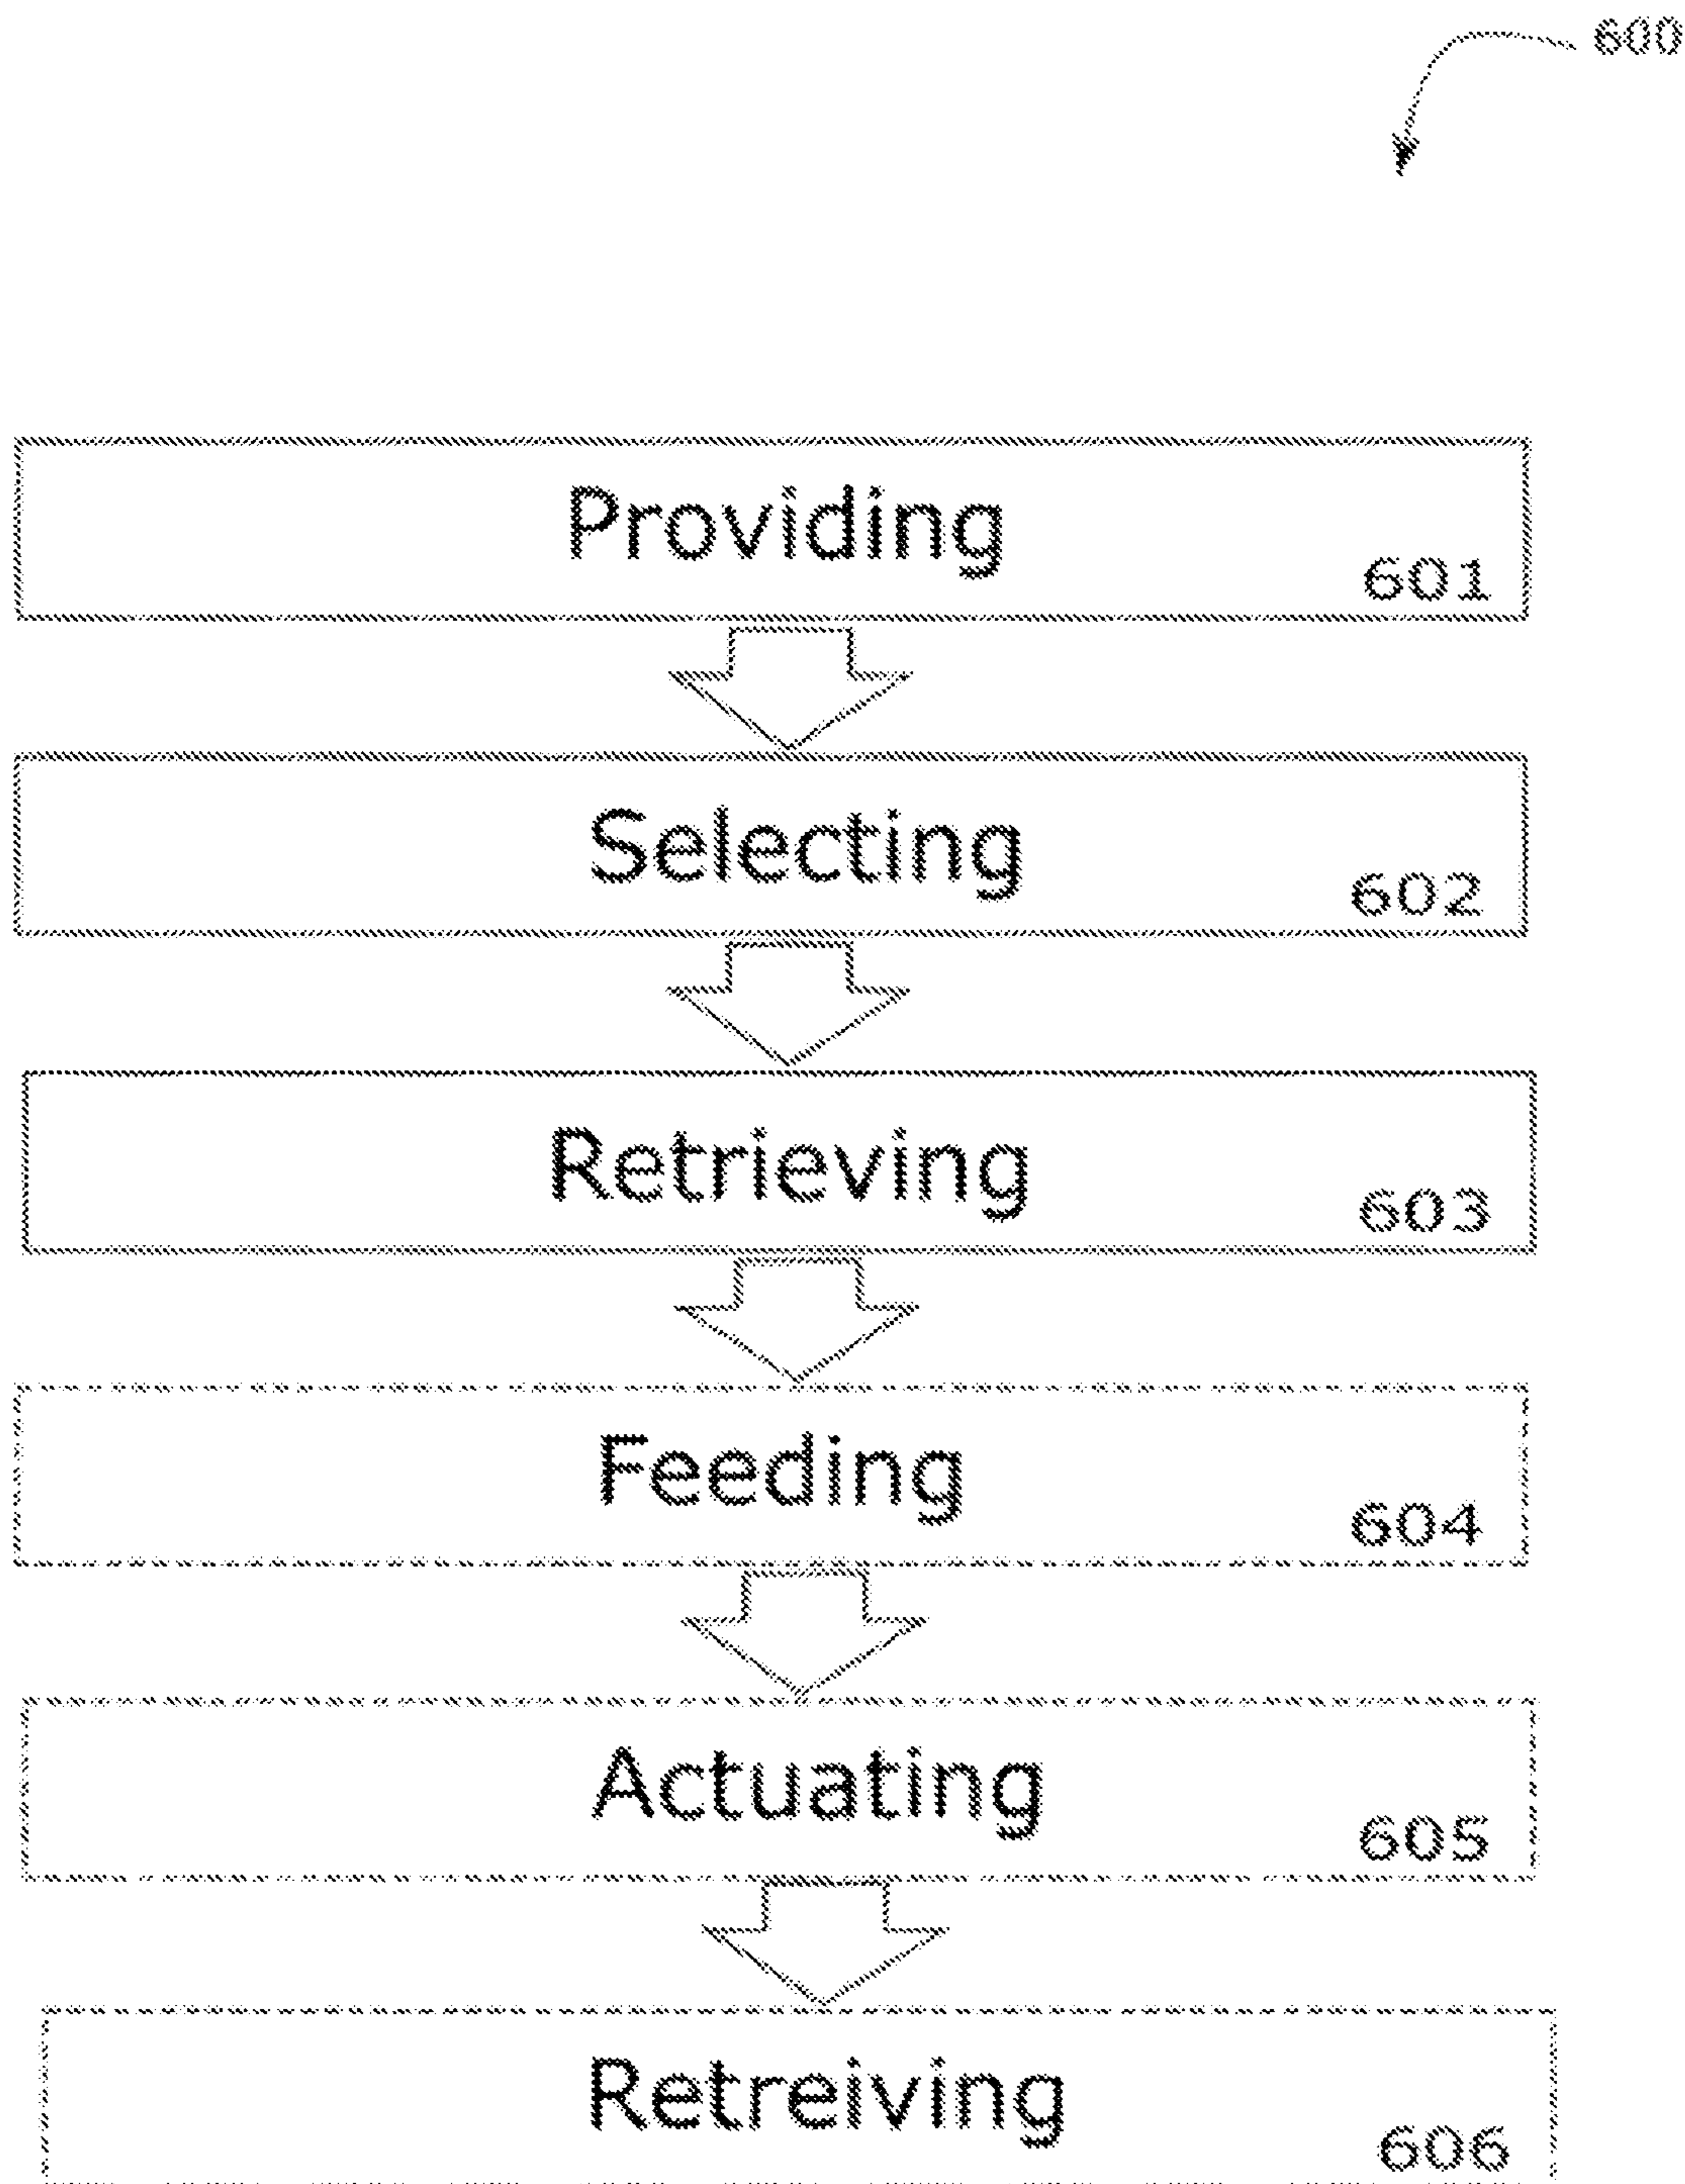 600
Providing
601
Selecting
602
Retrieving
603
Feeding
604
Actuating
605
Retreiving
606